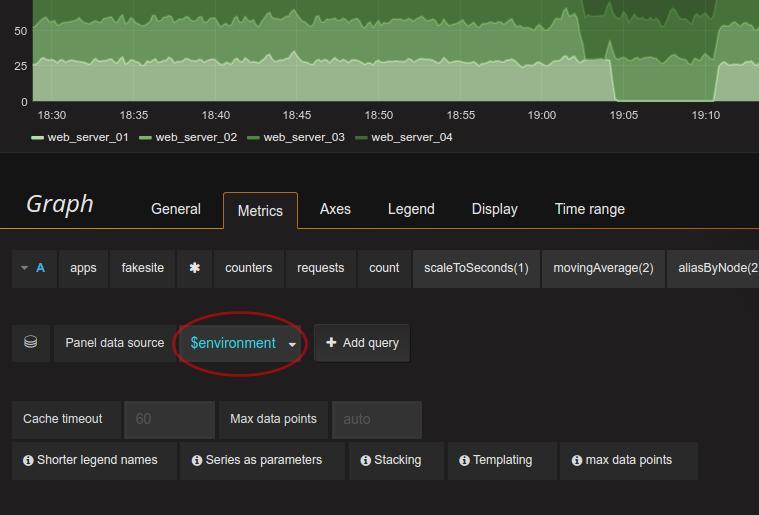 50
25
0
18:30 18:35 18:40 18:45 18:50 18:55 19:00 19:05 19:10
web_server_01 web_server_02 web_server_03 web_server_04
Graph General Metrics Axes Legend Display Time range
A apps fakesite * counters requests count scaleToSeconds(1) movingAverage(2) aliasByNode(2
Panel data source $environment + Add query
Cache timeout 60 Max data points auto
Shorter legend names Series as parameters Stacking Templating max data points